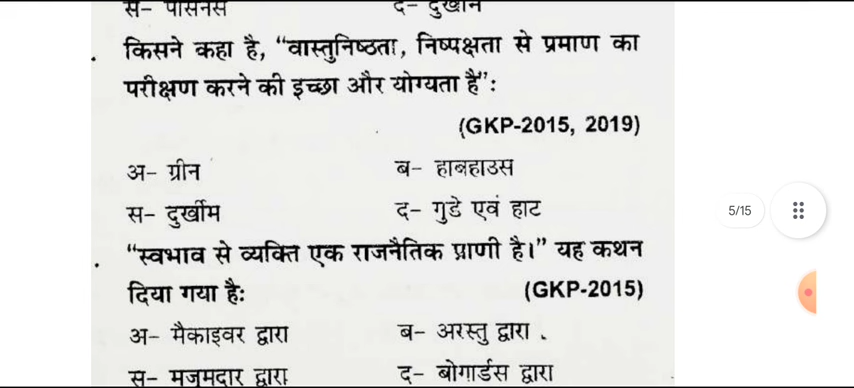 स- पार्सनस द- दुर्खीम
किसने कहा है, “वास्तुनिष्ठता, निष्पक्षता से प्रमाण का
परीक्षण करने की इच्छा और योग्यता है”:
(GKP-2015, 2019)
अ- ग्रीन ब- हाबहाउस
स- दुर्खीम द- गुडे एवं हाट
5/15
“स्वभाव से व्यक्ति एक राजनैतिक प्राणी है।” यह कथन
दिया गया हैः (GKP-2015)
अ- मैकाइवर द्वारा ब- अरस्तु द्वारा .
स- मजूमदार द्वारा द- बोगार्डस द्वारा